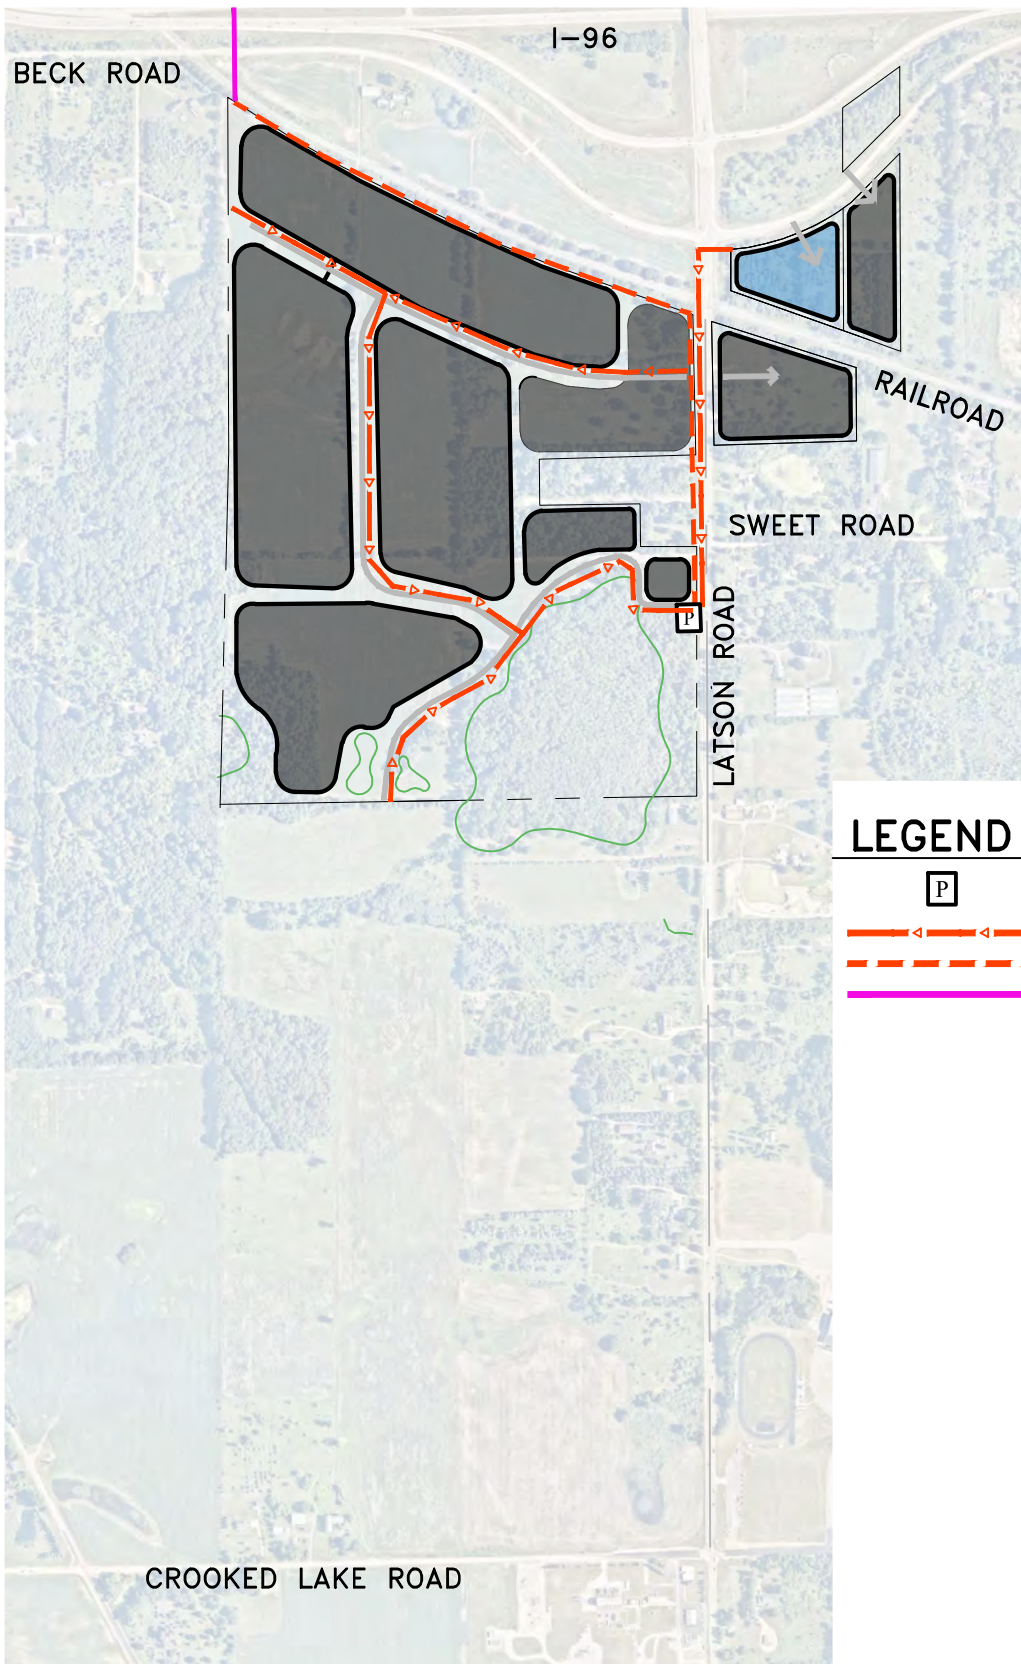 I-96
BECK ROAD
RAILROAD
SWEET ROAD
P
LATSON ROAD
LEGEND
P
CROOKED LAKE ROAD